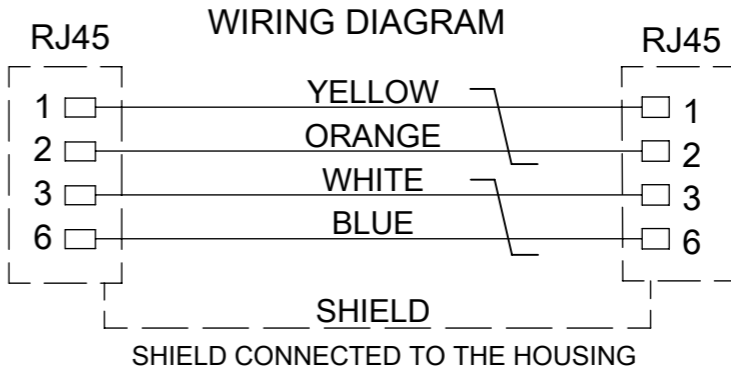 WIRING DIAGRAM
RJ45 RJ45
1 YELLOW 1
2 ORANGE 2
3 WHITE 3
6 BLUE 6
SHIELD
SHIELD CONNECTED TO THE HOUSING